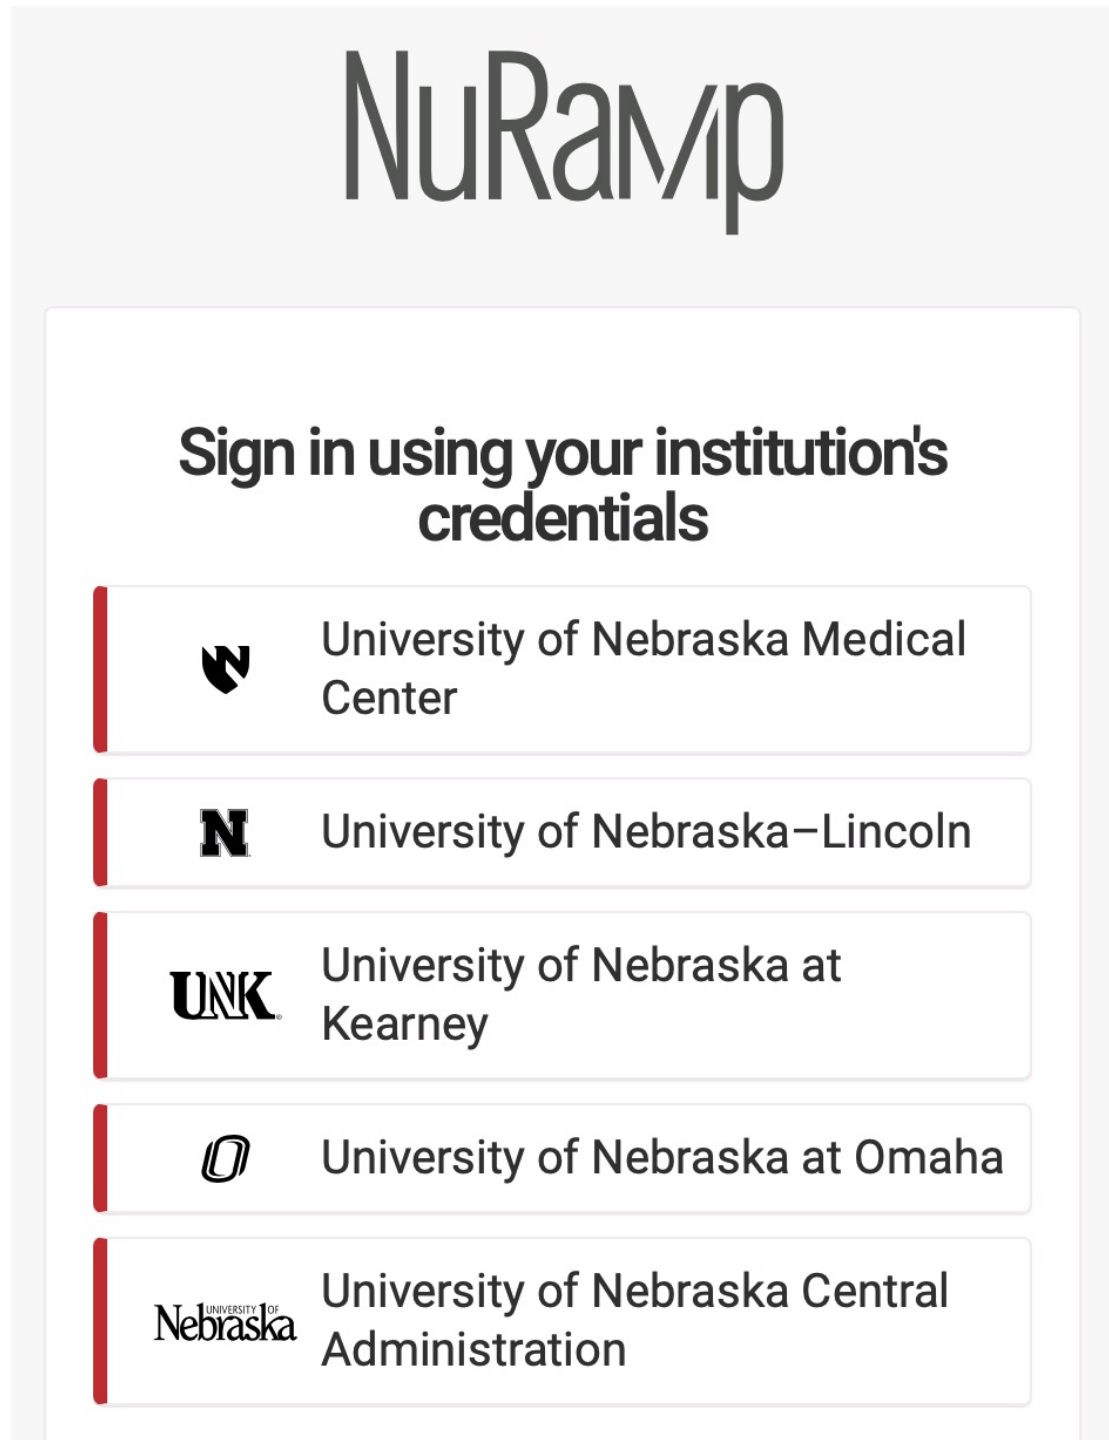 NuRamp
Sign in using your institution's
credentials
University of Nebraska Medical
Center
N
University of Nebraska–Lincoln
UNK®
University of Nebraska at
Kearney
O
University of Nebraska at Omaha
UNIVERSITY OF
Nebraska
University of Nebraska Central
Administration